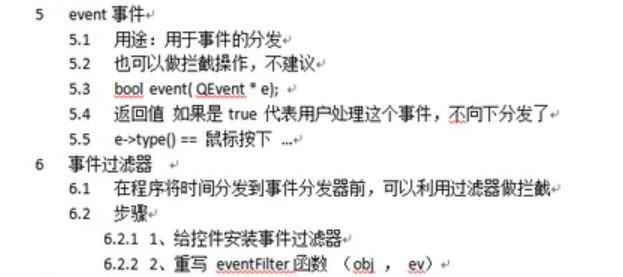 5 event 事件
5.1 用途：用于事件的分发
5.2 也可以做拦截操作，不建议
5.3 bool event( QEvent * e);
5.4 返回值 如果是 true 代表用户处理这个事件，不向下分发了
5.5 e->type() == 鼠标按下 ...
6 事件过滤器
6.1 在程序将时间分发到事件分发器前，可以利用过滤器做拦截
6.2 步骤
6.2.1 1、给控件安装事件过滤器
6.2.2 2、重写 eventFilter 函数 （obj ， ev）